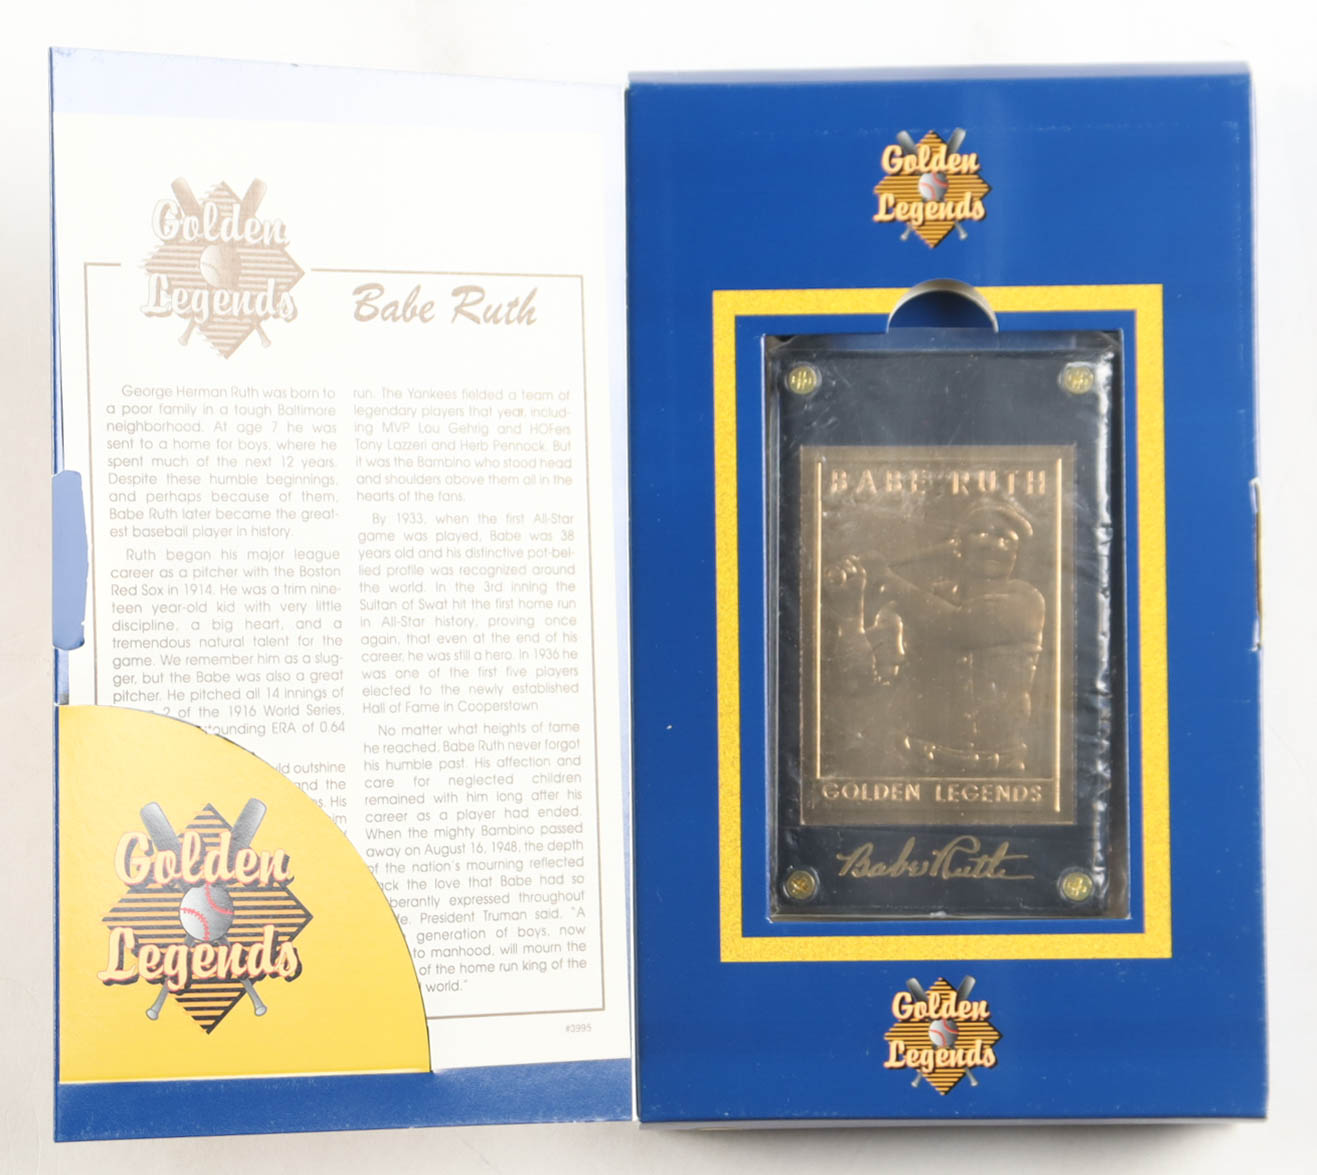 Golden
Legends
Babe Ruth
George Herman Ruth was born to
a poor family in a tough Baltimore
neighborhood. At age 7 he was
sent to a home for boys, where he
spent much of the next 12 years.
Despite these humble beginnings,
and perhaps because of them,
Babe Ruth later became the great-
est baseball player in history.
Ruth began his major league
career as a pitcher with the Boston
Red Sox in 1914. He was a trim nine-
teen year-old kid with very little
discipline, a big heart, and a
tremendous natural talent for the
game. We remember him as a slug-
ger, but the Babe was also a great
pitcher. He pitched all 14 innings of
2 of the 1916 World Series,
ERA of 0.64
outshine
and the
His
run. The Yankees fielded a team of
legendary players that year, includ-
ing MVP Lou Gehrig and HOFers
Tony Lazzeri and Herb Pennock. But
it was the Bambino who stood head
and shoulders above them all in the
hearts of the fans.
By 1933, when the first All-Star
game was played, Babe was 38
years old and his distinctive pot-bel-
lied profile was recognized around
the world. In the 3rd inning the
Sultan of Swat hit the first home run
in All-Star history, proving once
again, that even at the end of his
career, he was still a hero. In 1936 he
was one of the first five players
elected to the newly established
Hall of Fame in Cooperstown
No matter what heights of fame
he reached, Babe Ruth never forgot
his humble past. His affection and
care for neglected children
remained with him long after his
career as a player had ended.
When the mighty Bambino passed
away on August 16, 1948, the depth
of the nation's mourning reflected
the love that Babe had so
expressed throughout
President Truman said, "A
generation of boys, now
to manhood, will mourn the
of the home run king of the
world."
#3995
Golden
Legends
Golden
Legends
BABE RUTH
GOLDEN LEGENDS
Babe Ruth
Golden
Legends